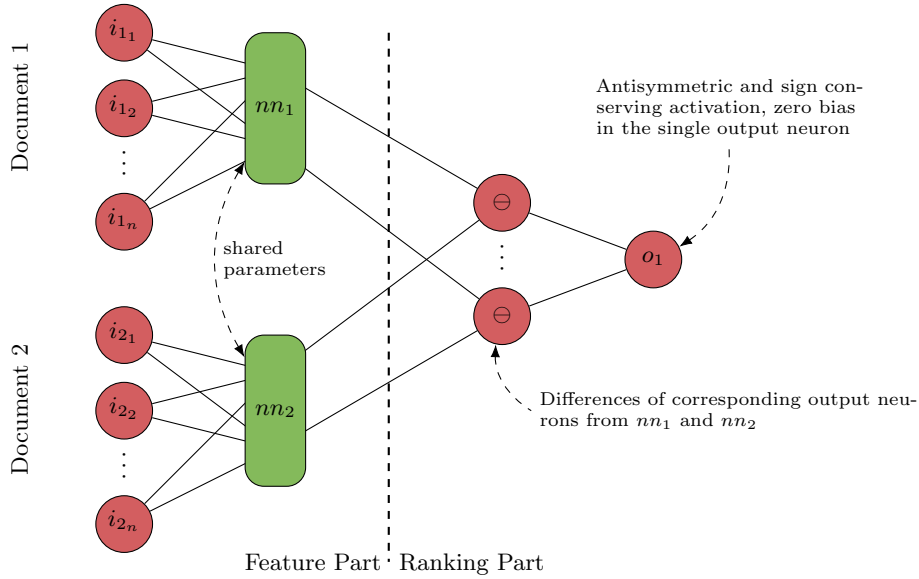 Document 1
i₁₁
i₁₂
⋮
i₁ₙ
nn₁
shared
parameters
Document 2
i₂₁
i₂₂
⋮
i₂ₙ
nn₂
⊖
⋮
⊖
o₁
Antisymmetric and sign con-
serving activation, zero bias
in the single output neuron
Differences of corresponding output neu-
rons from nn₁ and nn₂
Feature Part
Ranking Part